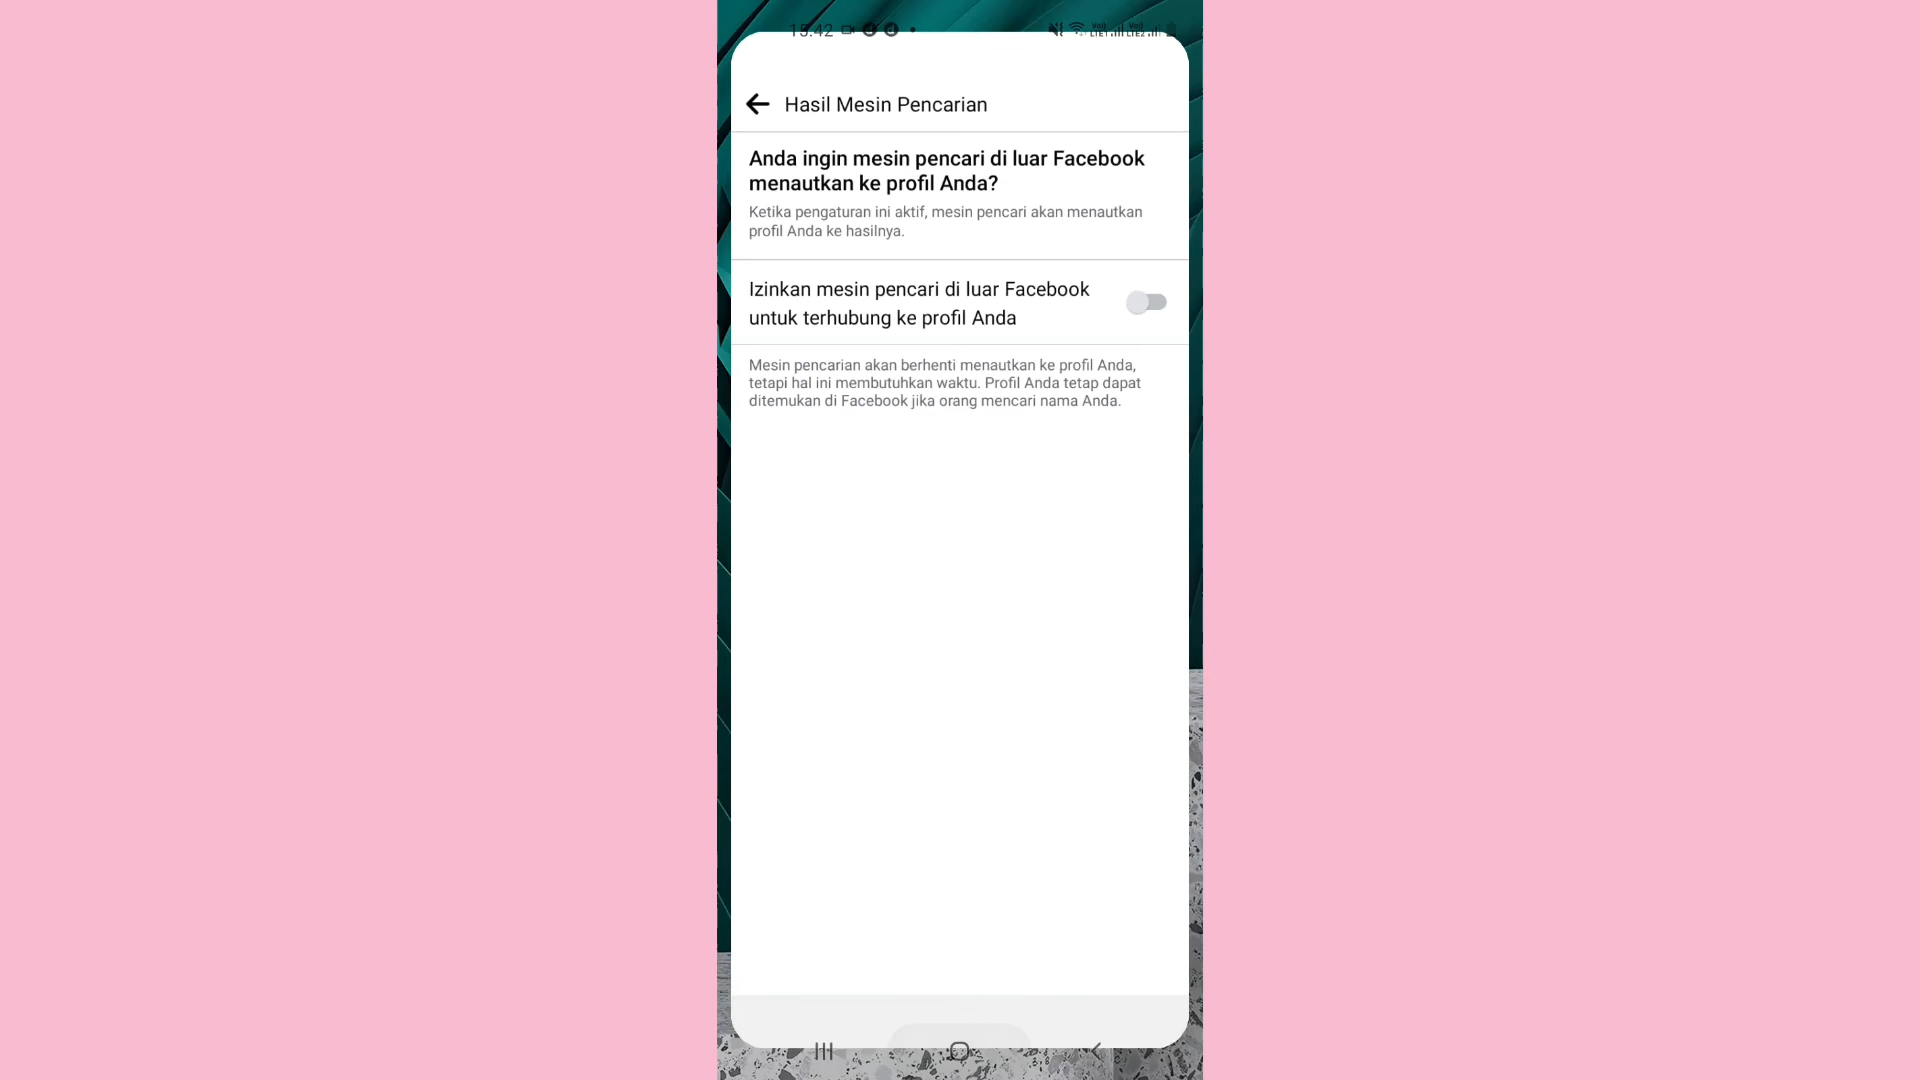 15:42
Hasil Mesin Pencarian
Anda ingin mesin pencari di luar Facebook
menautkan ke profil Anda?
Ketika pengaturan ini aktif, mesin pencari akan menautkan
profil Anda ke hasilnya.
Izinkan mesin pencari di luar Facebook
untuk terhubung ke profil Anda
Mesin pencarian akan berhenti menautkan ke profil Anda,
tetapi hal ini membutuhkan waktu. Profil Anda tetap dapat
ditemukan di Facebook jika orang mencari nama Anda.